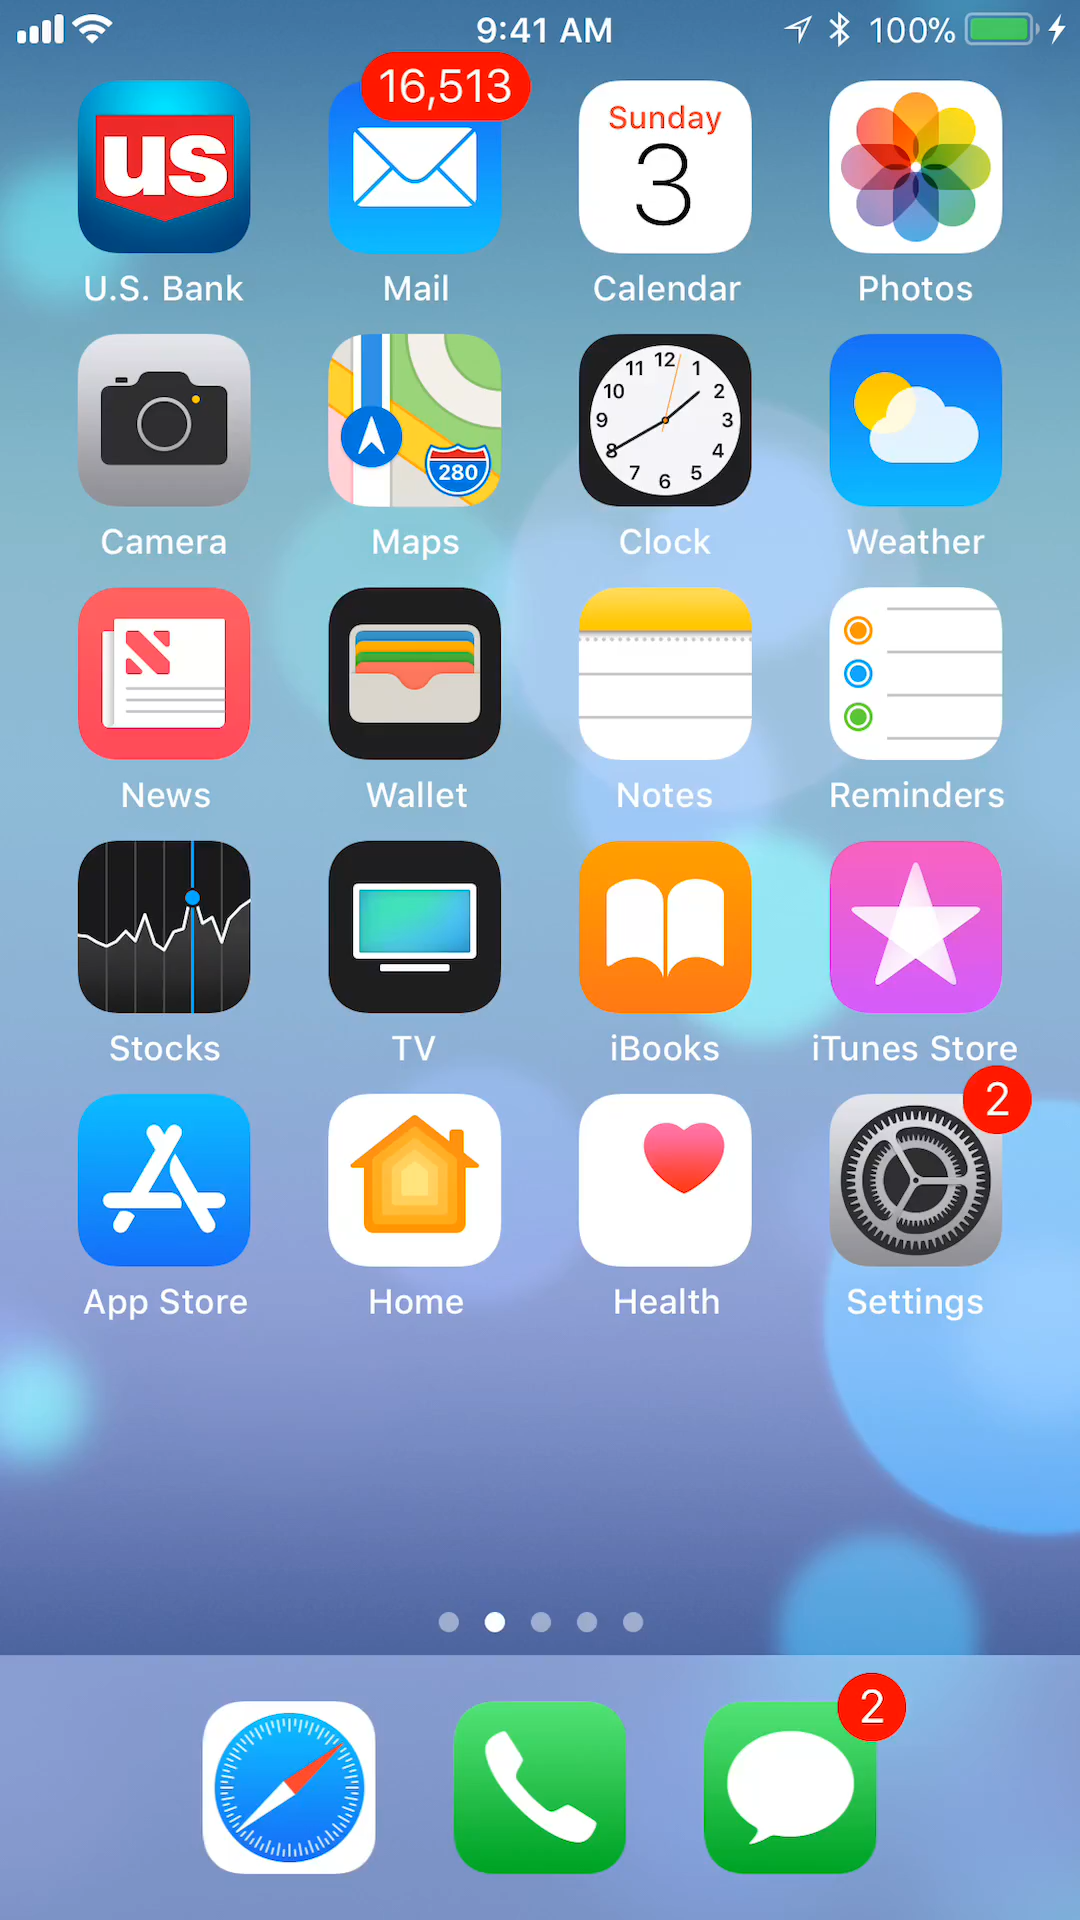 9:41 AM
100%
us
16,513
Sunday
3
U.S. Bank
Mail
Calendar
Photos
280
12
1
2
3
4
5
6
7
8
9
10
11
Camera
Maps
Clock
Weather
News
Wallet
Notes
Reminders
Stocks
TV
iBooks
iTunes Store
2
App Store
Home
Health
Settings
2